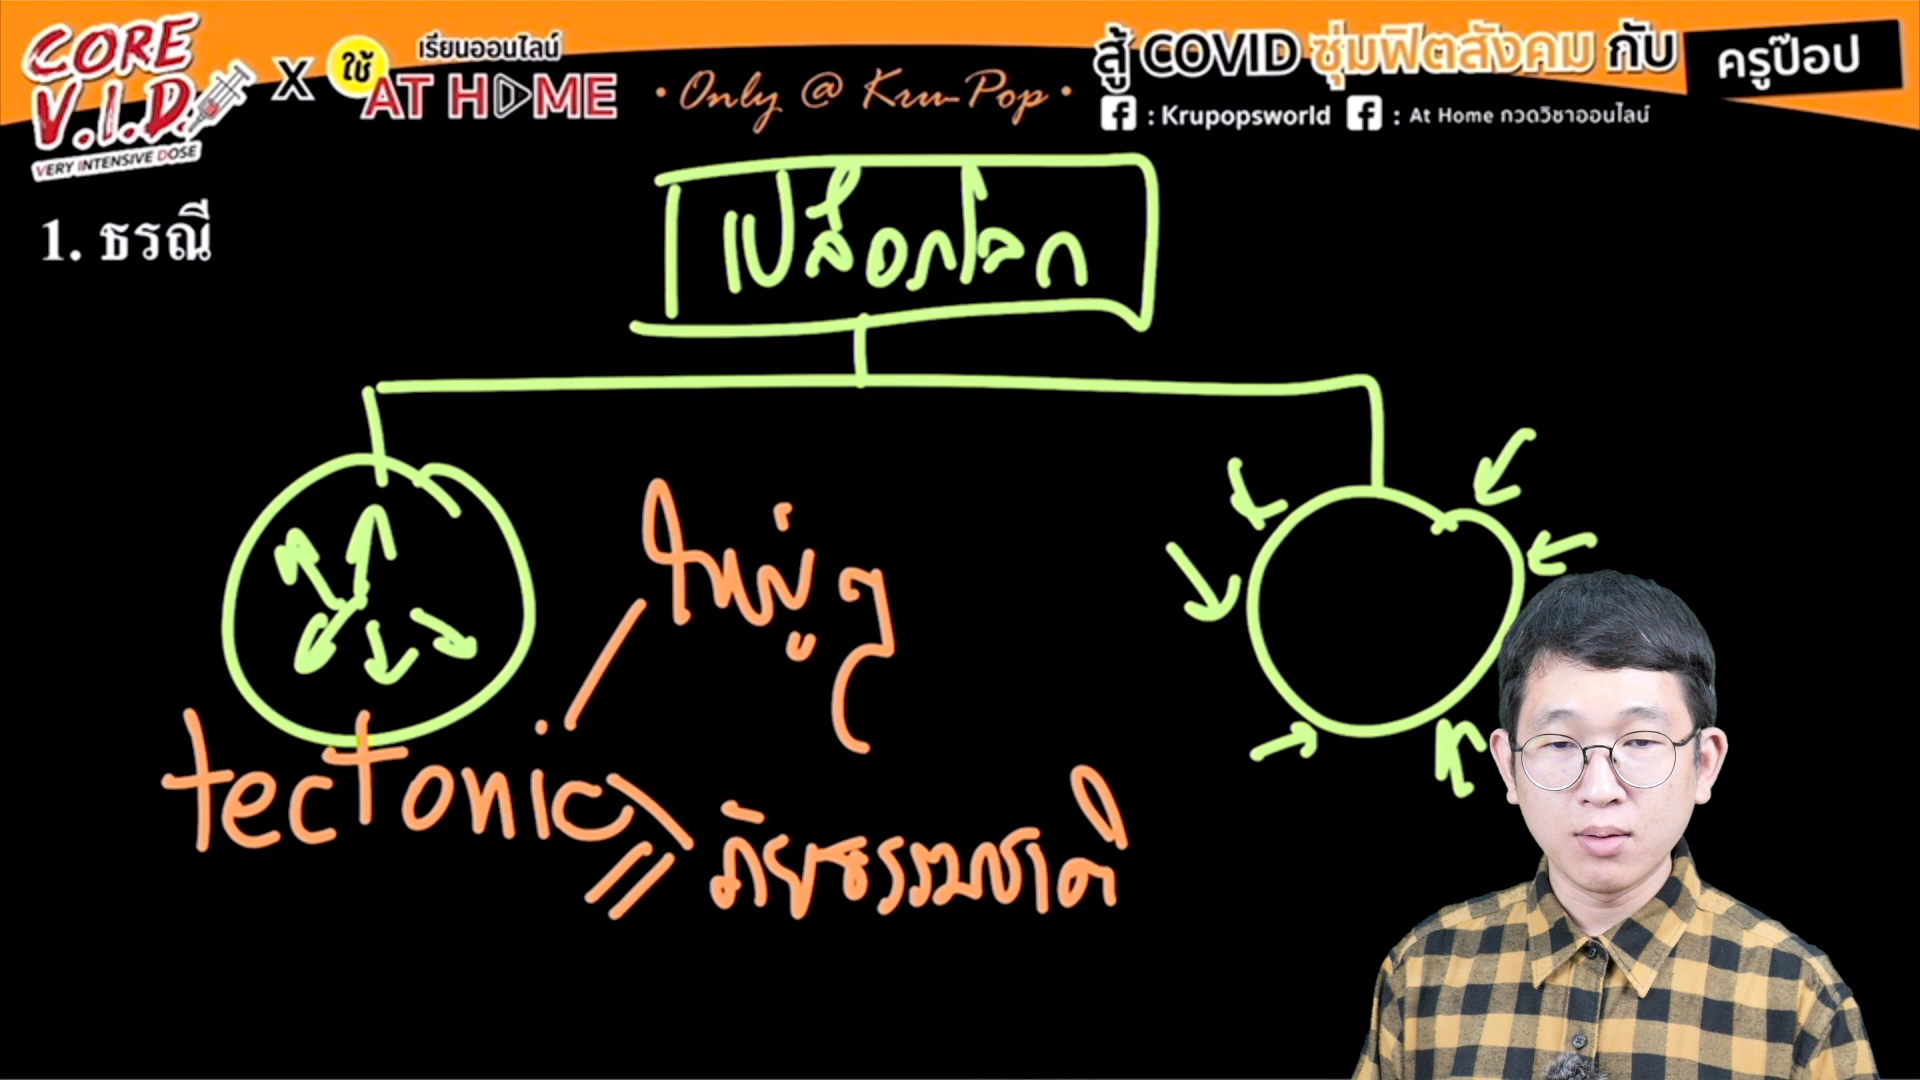 CORE
V.I.D.
VERY INTENSIVE DOSE
X
ใช้
เรียนออนไลน์
AT HOME
• Only @ Kru-Pop •
สู้ COVID ซุ่มฟิตสังคม กับ ครูป๊อป
: Krupopsworld : At Home กวดวิชาออนไลน์
1. ธรณี
เปลือกโลก
ใหญ่ๆ
tectonic
ภัยธรรมชาติ